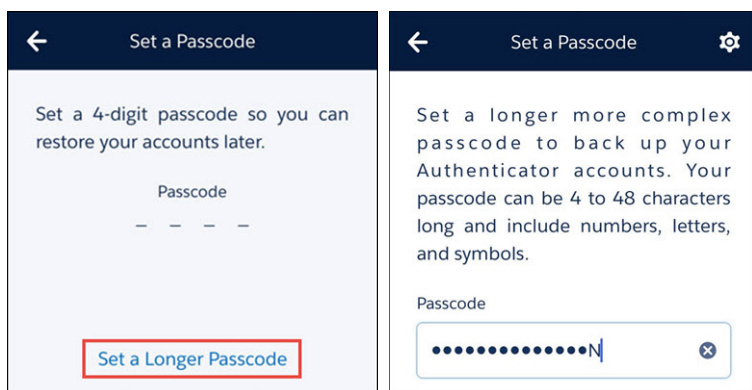 Set a Passcode
Set a 4-digit passcode so you can
restore your accounts later.
Passcode
Set a Longer Passcode
Set a Passcode
Set a longer more complex
passcode to back up your
Authenticator accounts. Your
passcode can be 4 to 48 characters
long and include numbers, letters,
and symbols.
Passcode
••••••••••••••N